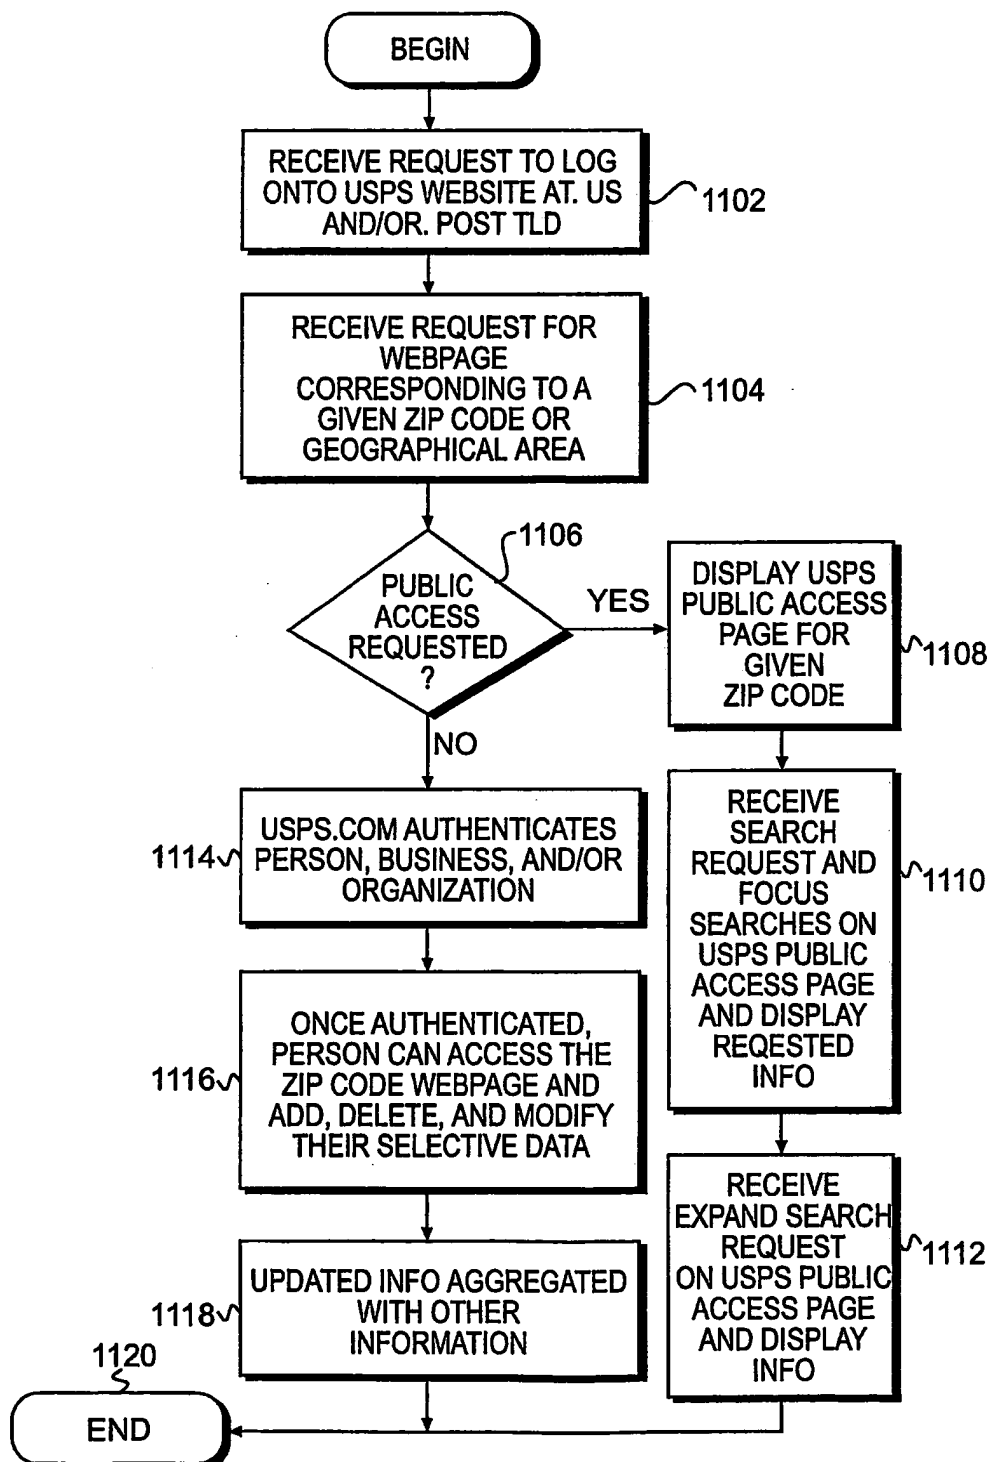 BEGIN
RECEIVE REQUEST TO LOG
ONTO USPS WEBSITE AT. US
AND/OR. POST TLD
1102
RECEIVE REQUEST FOR
WEBPAGE
CORRESPONDING TO A
GIVEN ZIP CODE OR
GEOGRAPHICAL AREA
1104
1106
PUBLIC
ACCESS
REQUESTED
?
YES
NO
DISPLAY USPS
PUBLIC ACCESS
PAGE FOR
GIVEN
ZIP CODE
1108
RECEIVE
SEARCH
REQUEST AND
FOCUS
SEARCHES ON
USPS PUBLIC
ACCESS PAGE
AND DISPLAY
REQESTED
INFO
1110
RECEIVE
EXPAND SEARCH
REQUEST
ON USPS PUBLIC
ACCESS PAGE
AND DISPLAY
INFO
1112
1114
USPS.COM AUTHENTICATES
PERSON, BUSINESS, AND/OR
ORGANIZATION
1116
ONCE AUTHENTICATED,
PERSON CAN ACCESS THE
ZIP CODE WEBPAGE AND
ADD, DELETE, AND MODIFY
THEIR SELECTIVE DATA
1118
UPDATED INFO AGGREGATED
WITH OTHER
INFORMATION
1120
END